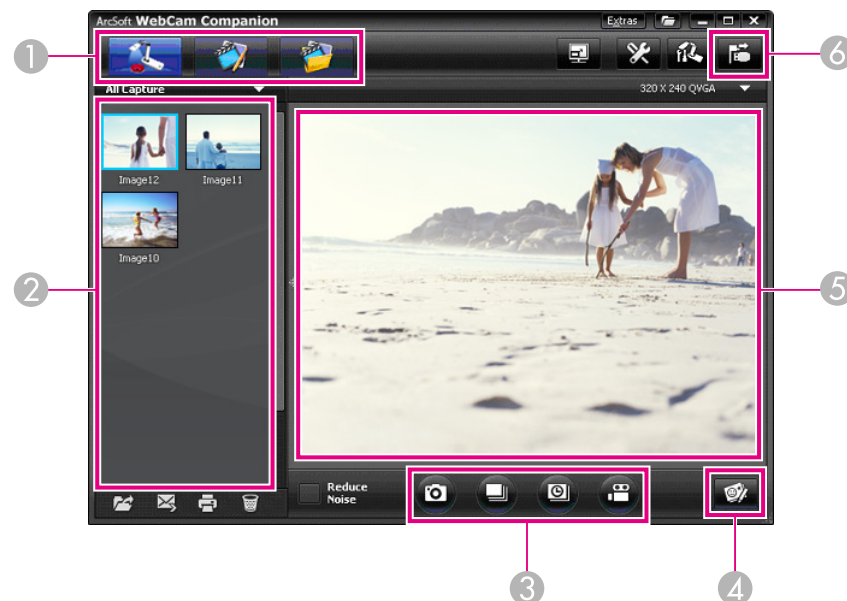 ArcSoft WebCam Companion
Extras
1
6
All Capture
320 X 240 QVGA
Image12 Image11
Image10
2
5
Reduce
Noise
3
4